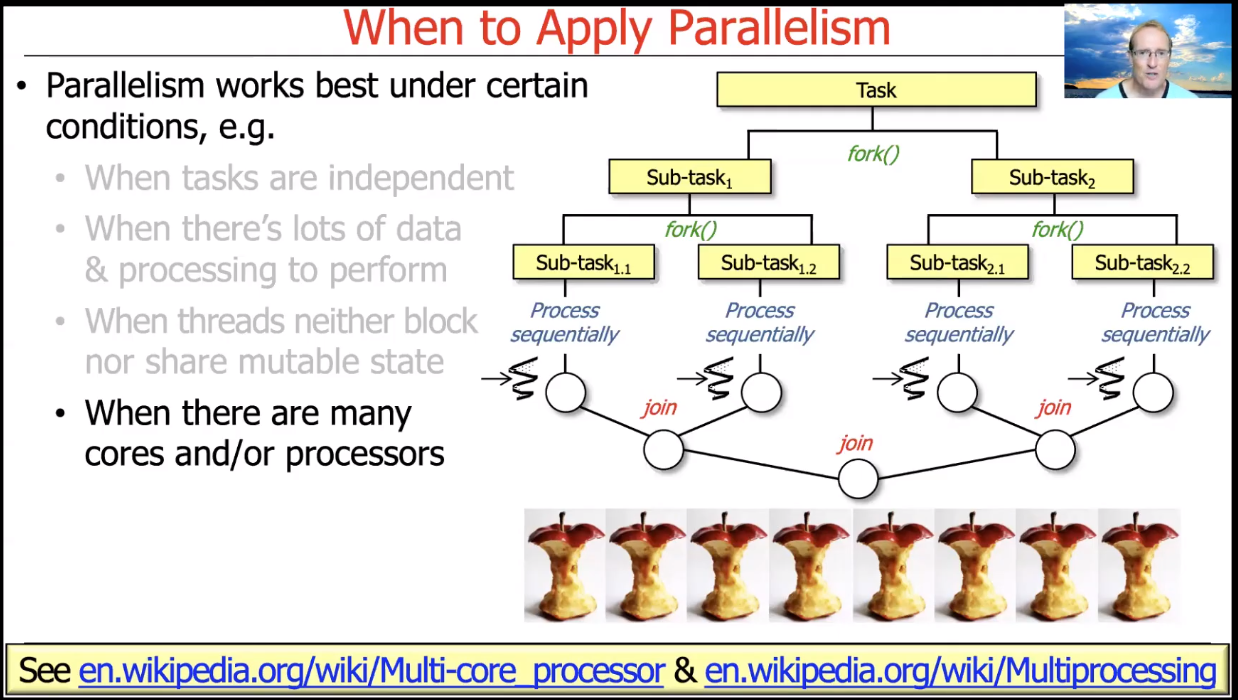 When to Apply Parallelism
• Parallelism works best under certain
conditions, e.g.
• When tasks are independent
• When there's lots of data
& processing to perform
• When threads neither block
nor share mutable state
• When there are many
cores and/or processors
Task
fork()
Sub-task₁
Sub-task₂
fork()
fork()
Sub-task₁.₁
Sub-task₁.₂
Sub-task₂.₁
Sub-task₂.₂
Process
sequentially
Process
sequentially
Process
sequentially
Process
sequentially
join
join
join
See en.wikipedia.org/wiki/Multi-core_processor & en.wikipedia.org/wiki/Multiprocessing